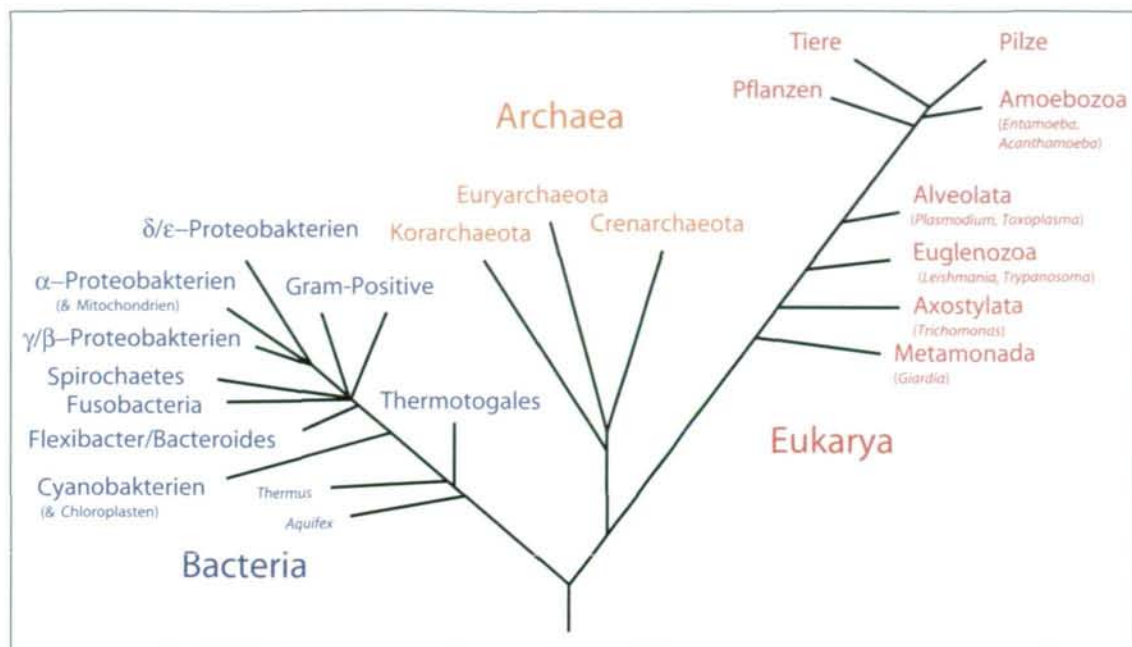 Tiere
Pilze
Pflanzen
Amoebozoa
(Entamoeba,
Acanthamoeba)
Archaea
Alveolata
(Plasmodium, Toxoplasma)
Euryarchaeota
Korarchaeota
Crenarchaeota
Euglenozoa
(Leishmania, Trypanosoma)
Axostylata
(Trichomonas)
Metamonada
(Giardia)
Eukarya
δ/ε–Proteobakterien
α–Proteobakterien
(& Mitochondrien)
Gram-Positive
γ/β–Proteobakterien
Spirochaetes
Fusobacteria
Thermotogales
Flexibacter/Bacteroides
Cyanobakterien
(& Chloroplasten)
Thermus
Aquifex
Bacteria